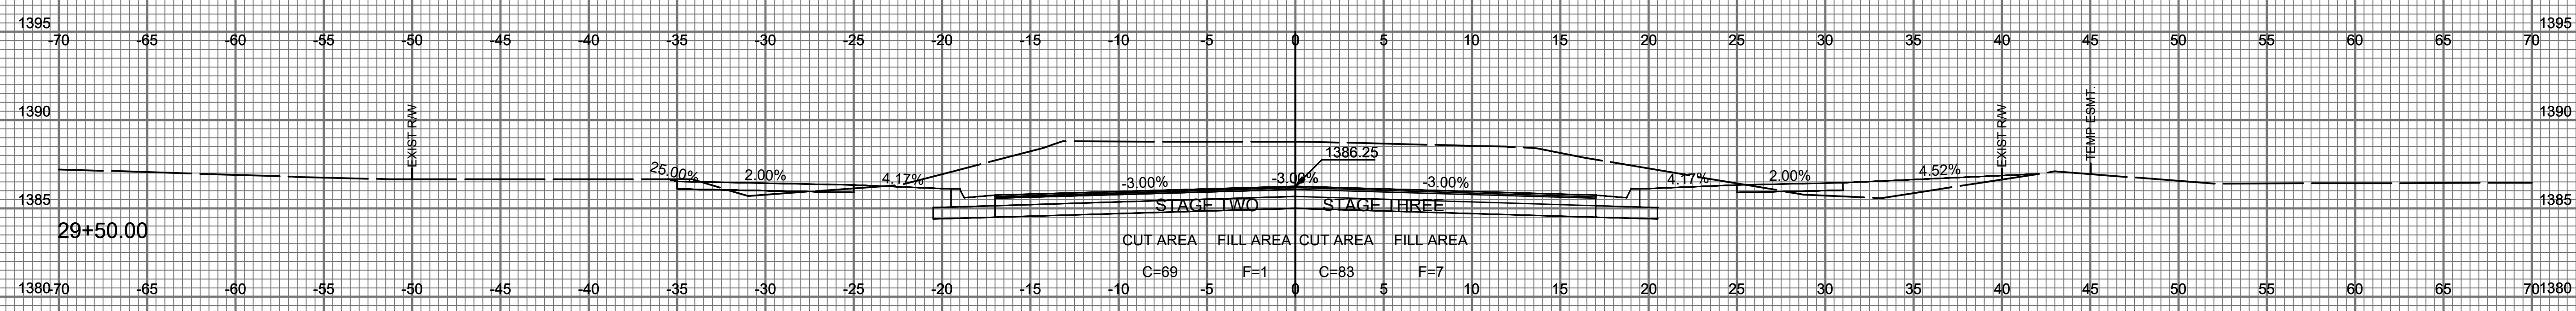 1395 1395
-70 -65 -60 -55 -50 -45 -40 -35 -30 -25 -20 -15 -10 -5 0 5 10 15 20 25 30 35 40 45 50 55 60 65 70
1390 1390
EXIST R/W EXIST R/W TEMP ESMT.
1386.25
25.00% 2.00% 4.17% -3.00% -3.00% -3.00% 4.17% 2.00% 4.52%
1385 1385
STAGE TWO STAGE THREE
29+50.00
CUT AREA FILL AREA CUT AREA FILL AREA
C=69 F=1 C=83 F=7
1380 1380
-70 -65 -60 -55 -50 -45 -40 -35 -30 -25 -20 -15 -10 -5 0 5 10 15 20 25 30 35 40 45 50 55 60 65 70